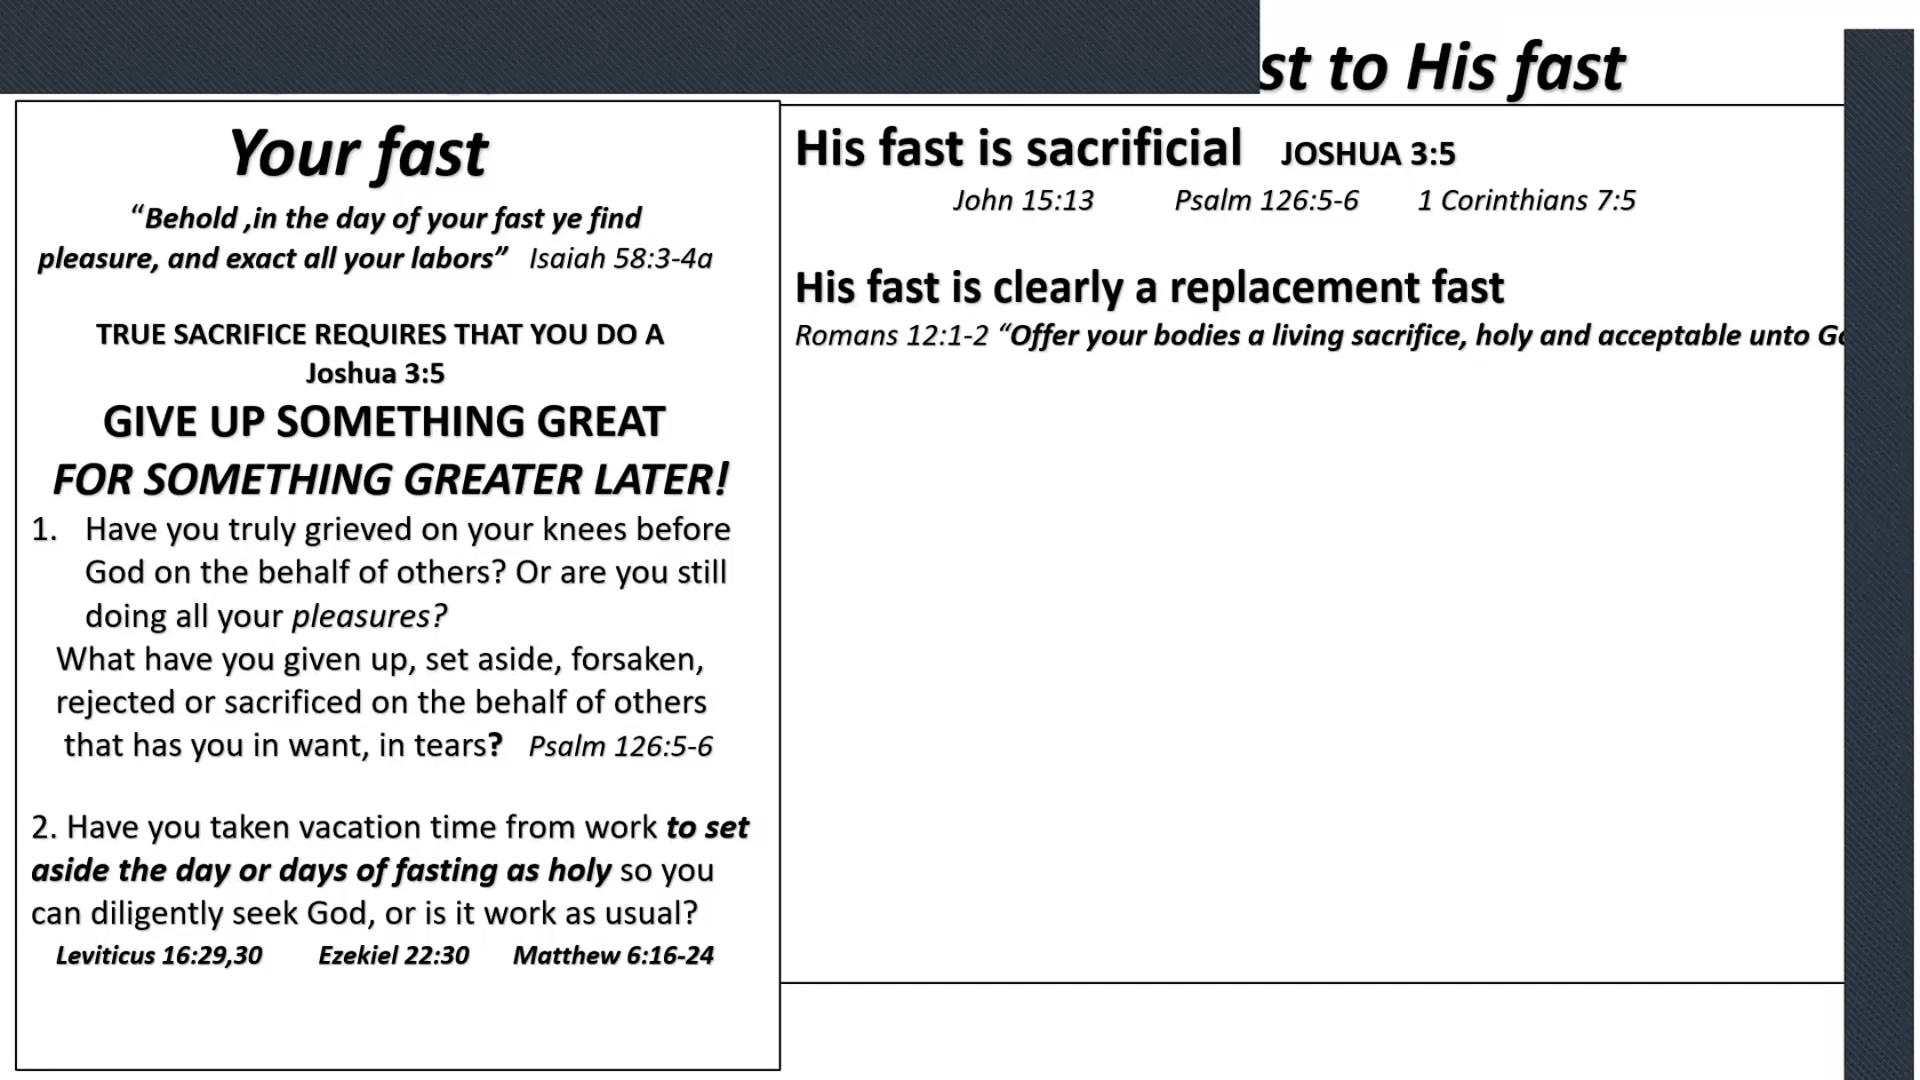 st to His fast
Your fast
“Behold ,in the day of your fast ye find
pleasure, and exact all your labors” Isaiah 58:3-4a
TRUE SACRIFICE REQUIRES THAT YOU DO A
Joshua 3:5
GIVE UP SOMETHING GREAT
FOR SOMETHING GREATER LATER!
1. Have you truly grieved on your knees before
God on the behalf of others? Or are you still
doing all your pleasures?
What have you given up, set aside, forsaken,
rejected or sacrificed on the behalf of others
that has you in want, in tears? Psalm 126:5-6
2. Have you taken vacation time from work to set
aside the day or days of fasting as holy so you
can diligently seek God, or is it work as usual?
Leviticus 16:29,30 Ezekiel 22:30 Matthew 6:16-24
His fast is sacrificial JOSHUA 3:5
John 15:13 Psalm 126:5-6 1 Corinthians 7:5
His fast is clearly a replacement fast
Romans 12:1-2 “Offer your bodies a living sacrifice, holy and acceptable unto